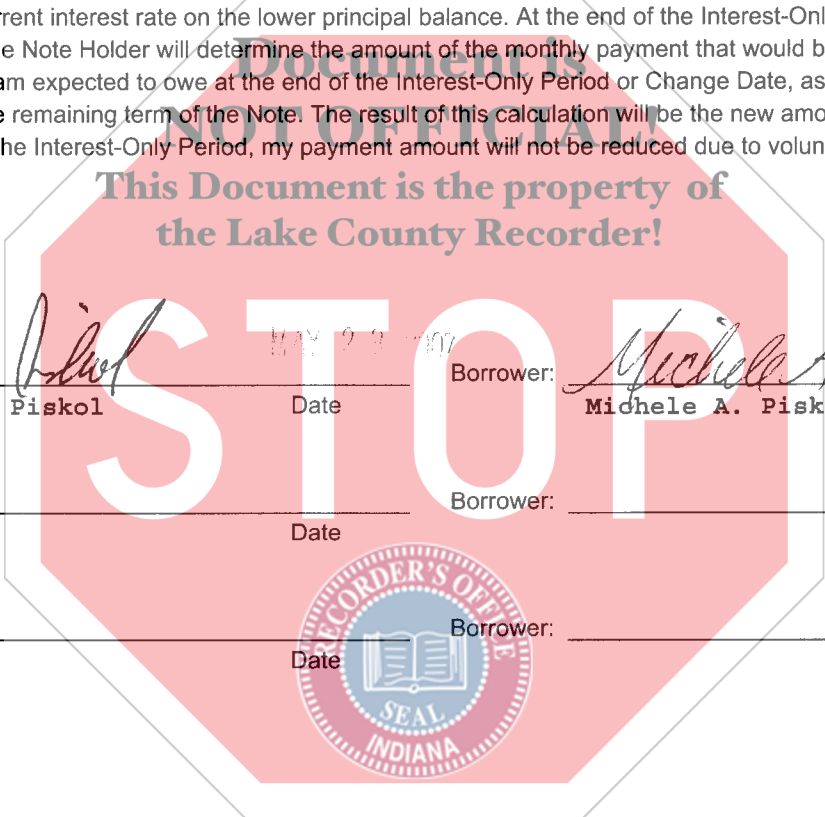 rrent interest rate on the lower principal balance. At the end of the Interest-Onl
e Note Holder will determine the amount of the monthly payment that would b
am expected to owe at the end of the Interest-Only Period or Change Date, as
e remaining term of the Note. The result of this calculation will be the new amo
he Interest-Only Period, my payment amount will not be reduced due to volun
Document is
NOT OFFICIAL!
This Document is the property of
the Lake County Recorder!
STOP
Borrower: Michele A
Piskol Date Michele A. Pisk
Borrower:
Date
Borrower:
Date
RECORDER'S OFFICE
SEAL
INDIANA